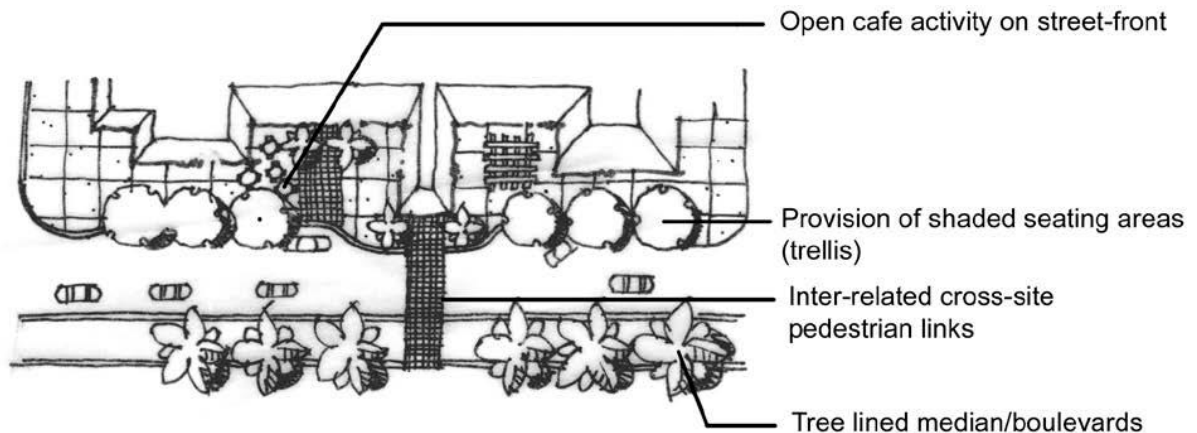 Open cafe activity on street-front
Provision of shaded seating areas
(trellis)
Inter-related cross-site
pedestrian links
Tree lined median/boulevards